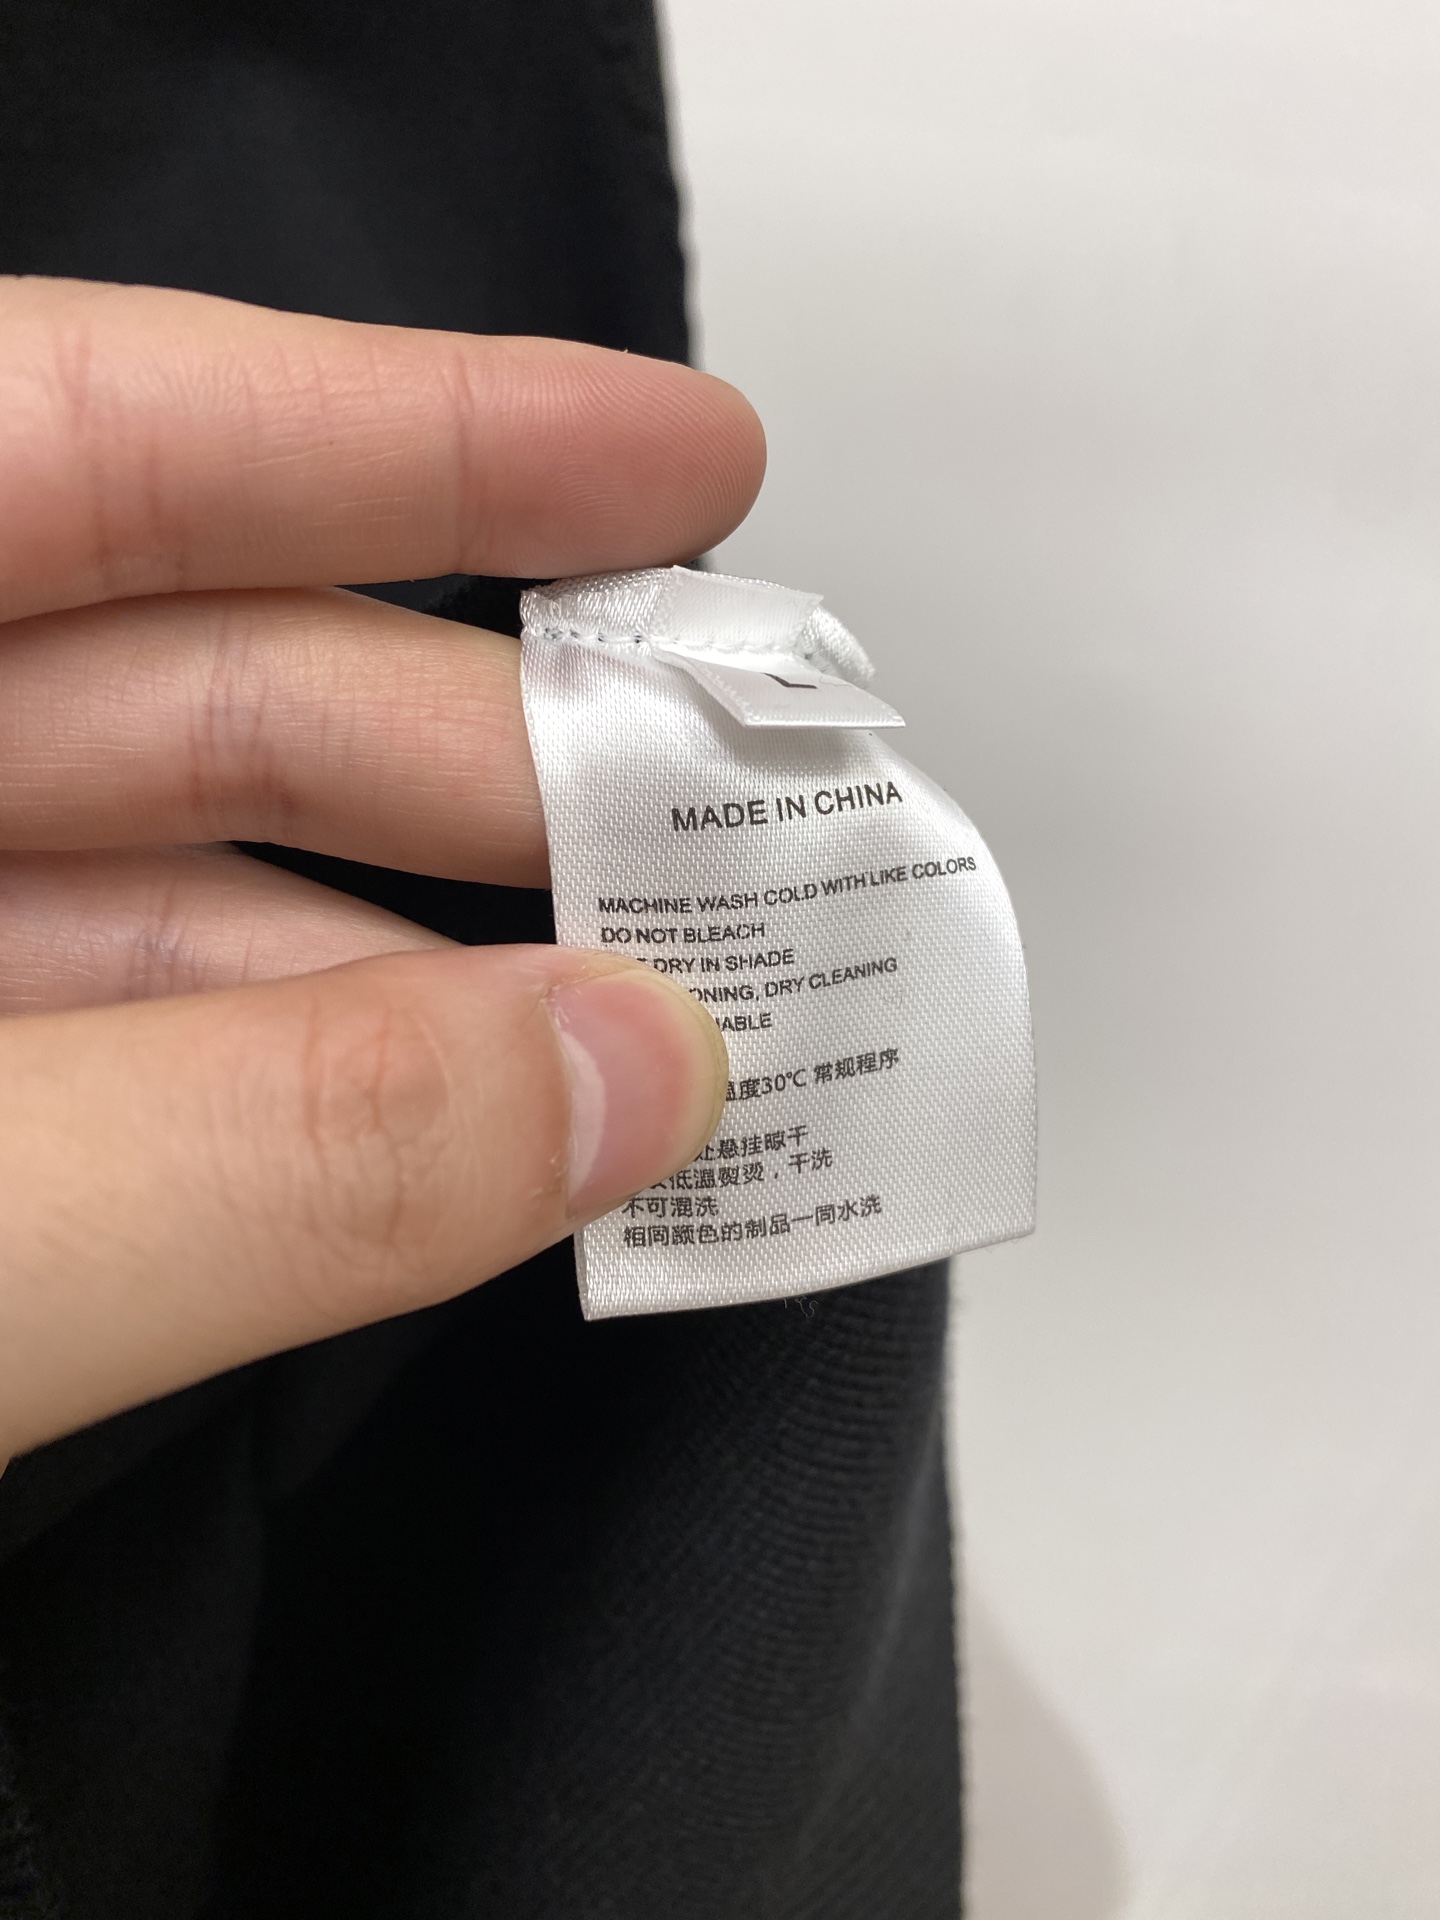 L
MADE IN CHINA
MACHINE WASH COLD WITH LIKE COLORS
DO NOT BLEACH
DRY IN SHADE
DRY CLEANING
温度30℃ 常规程序
处悬挂晾干
低温熨烫，干洗
不可混洗
相同颜色的制品一同水洗